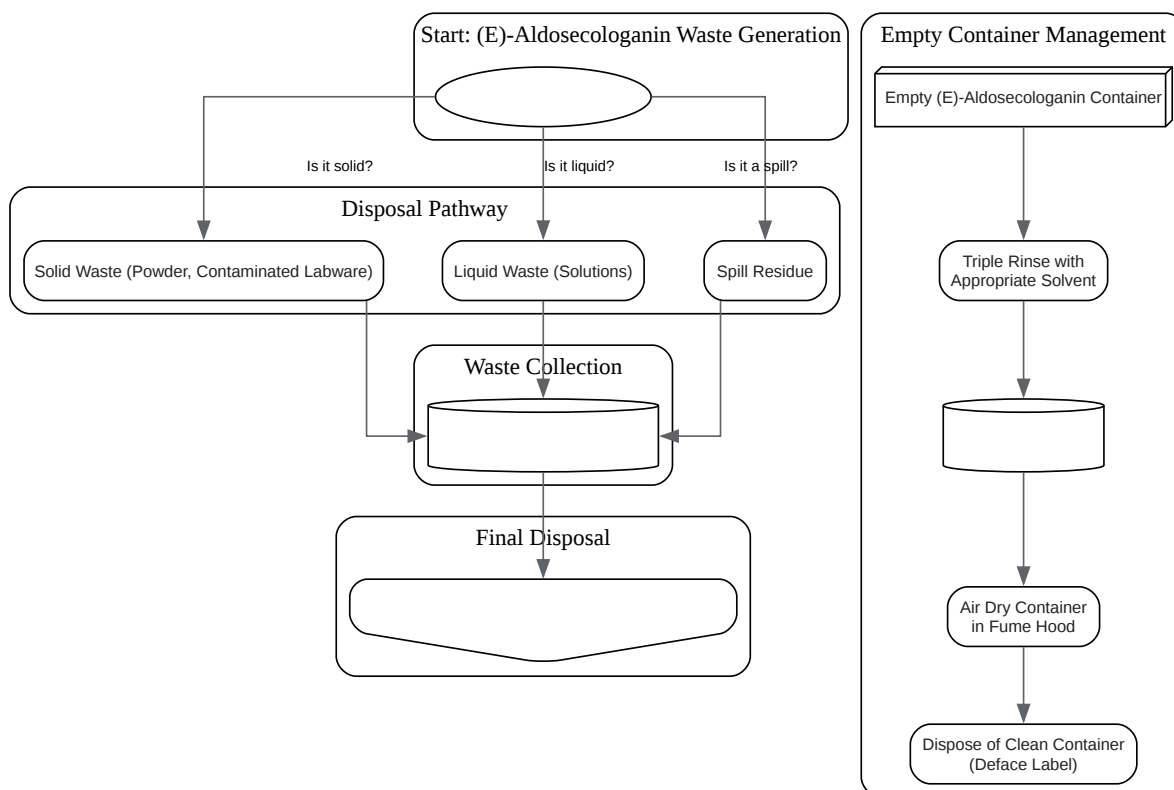 Start: (E)-Aldosecologanin Waste Generation
Is it solid?
Is it liquid?
Is it a spill?
Disposal Pathway
Solid Waste (Powder, Contaminated Labware)
Liquid Waste (Solutions)
Spill Residue
Waste Collection
Final Disposal
Empty Container Management
Empty (E)-Aldosecologanin Container
Triple Rinse with
Appropriate Solvent
Air Dry Container
in Fume Hood
Dispose of Clean Container
(Deface Label)